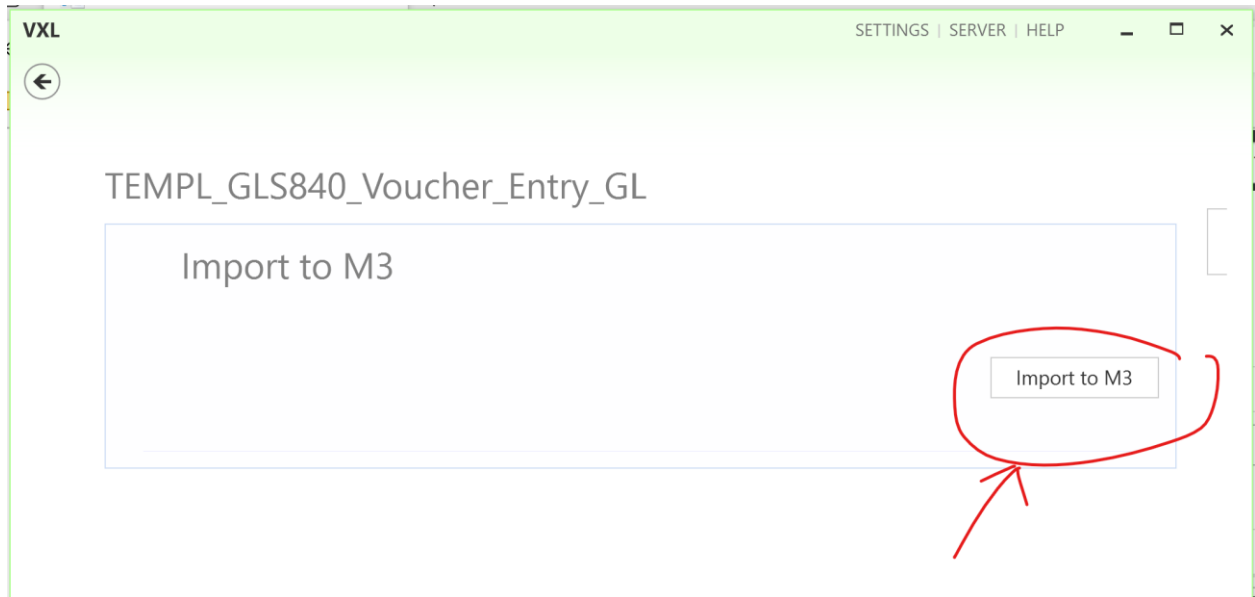 VXL
SETTINGS | SERVER | HELP
TEMPL_GLS840_Voucher_Entry_GL
Import to M3
Import to M3